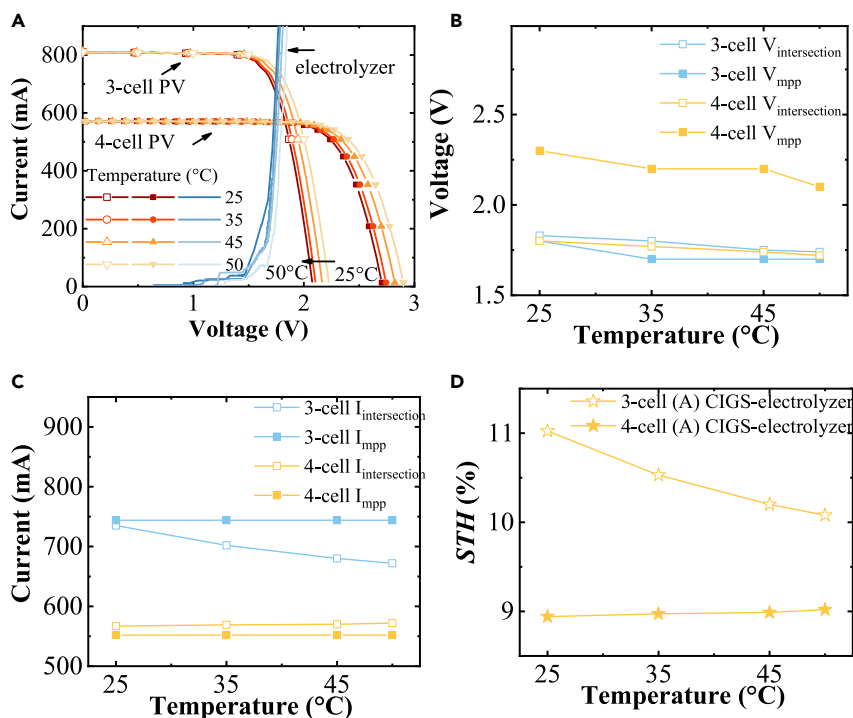 A
800
600
400
200
0
Current (mA)
3-cell PV
4-cell PV
electrolyzer
Temperature (°C)
25
35
45
50
50°C
25°C
0
1
2
3
Voltage (V)
B
3-cell Vintersection
3-cell Vmpp
4-cell Vintersection
4-cell Vmpp
2.5
2.0
1.5
Voltage (V)
25
35
45
Temperature (°C)
C
3-cell Iintersection
3-cell Impp
4-cell Iintersection
4-cell Impp
900
800
700
600
500
Current (mA)
25
35
45
Temperature (°C)
D
3-cell (A) CIGS-electrolyzer
4-cell (A) CIGS-electrolyzer
11
10
9
STH (%)
25
35
45
Temperature (°C)